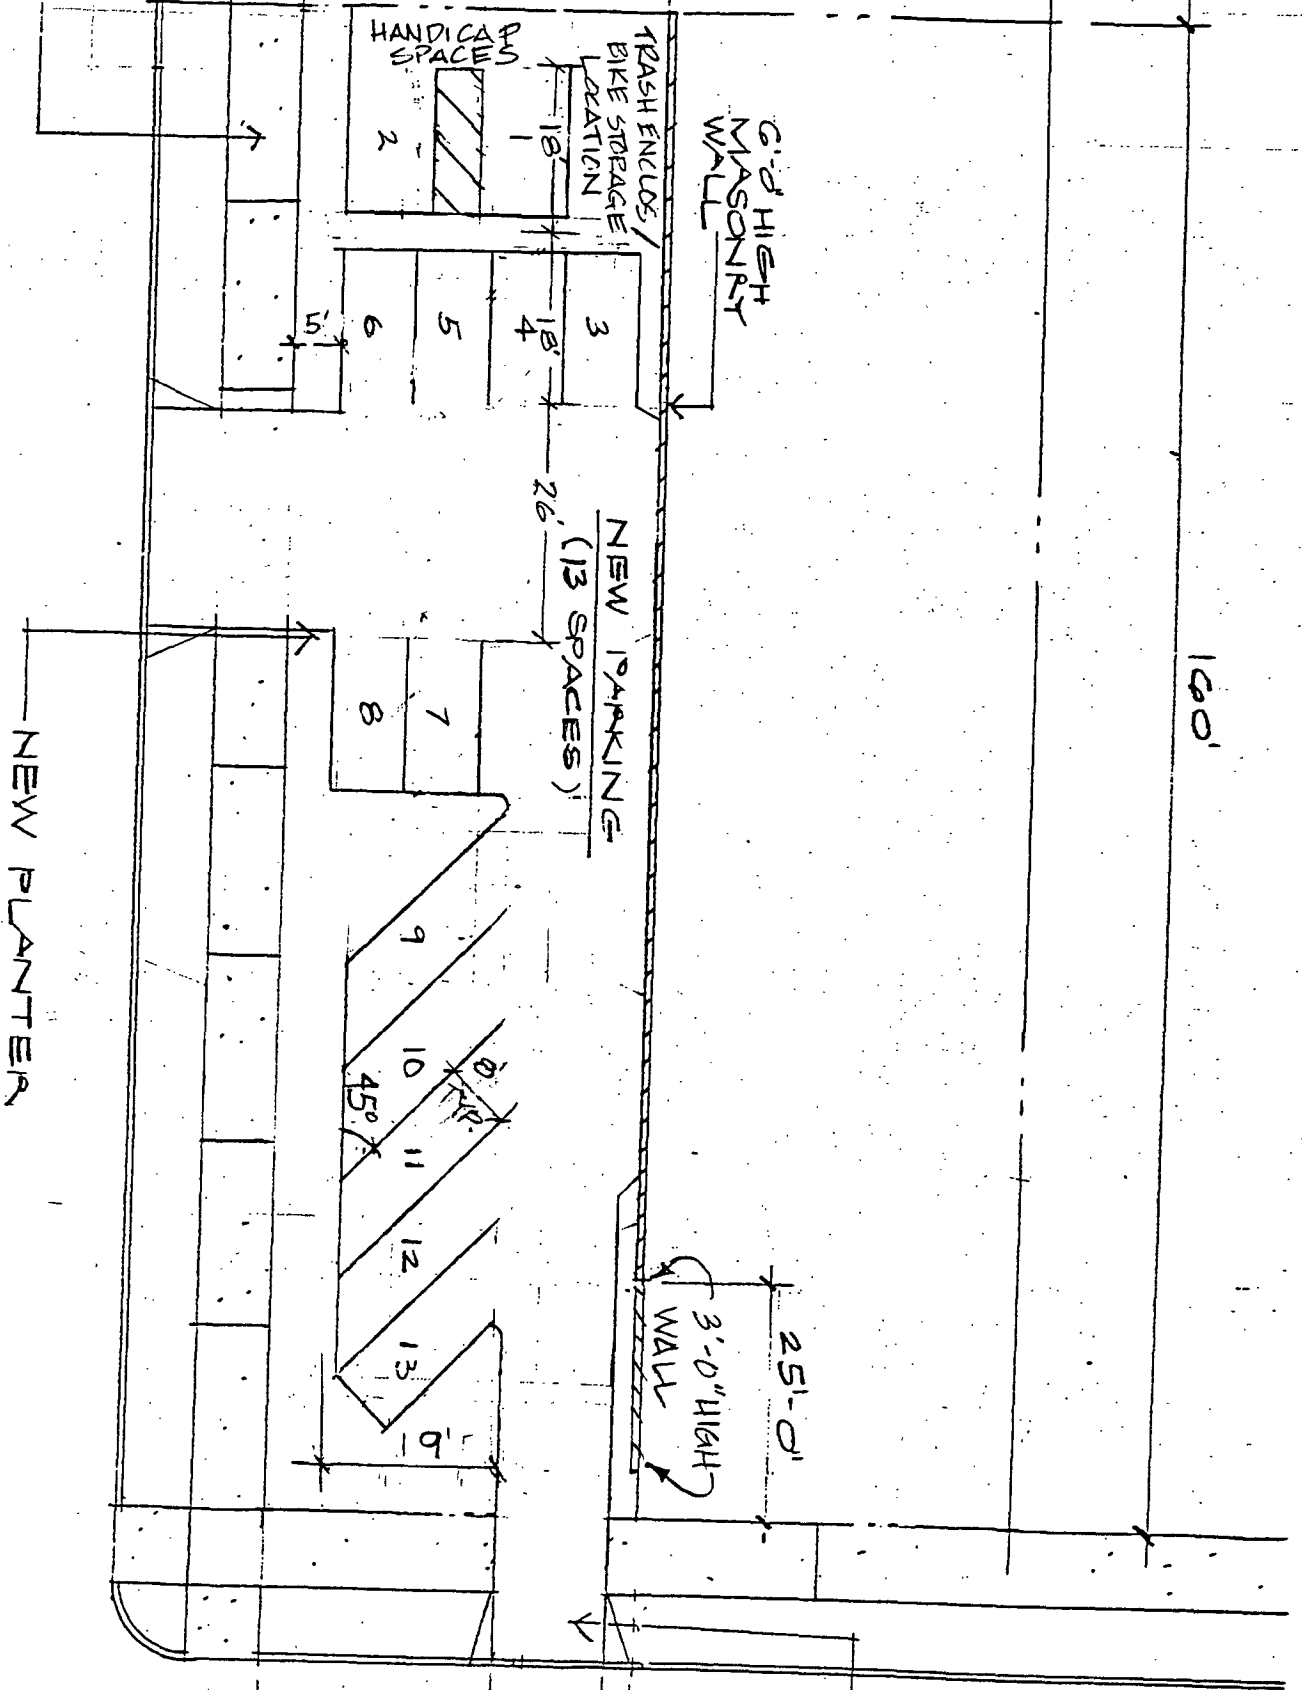 HANDICAP
SPACES
TRASH ENCLOS/
BIKE STORAGE
LOCATION
6'-0" HIGH
MASONRY
WALL
1
2
18'
3
4
5
6
18'
5'
26'
NEW PARKING
(13 SPACES)
160'
7
8
9
10
11
12
13
8'
TYP.
45°
19'
3'-0" HIGH
WALL
25'-0"
NEW PLANTER